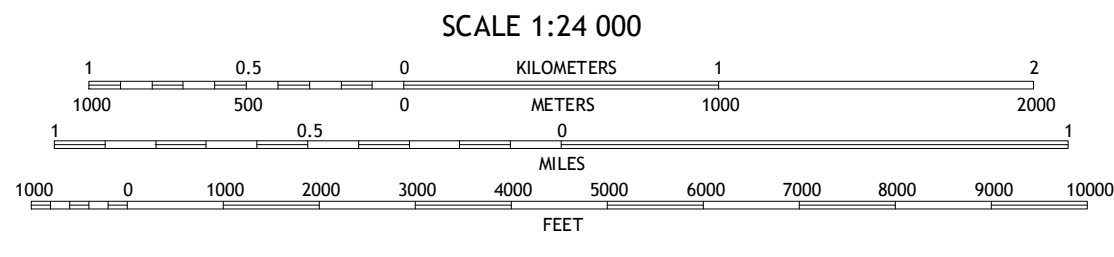 SCALE 1:24 000
1 0.5 0 KILOMETERS 1 2
1000 500 0 METERS 1000 2000
1 0.5 0 1
MILES
1000 0 1000 2000 3000 4000 5000 6000 7000 8000 9000 10000
FEET